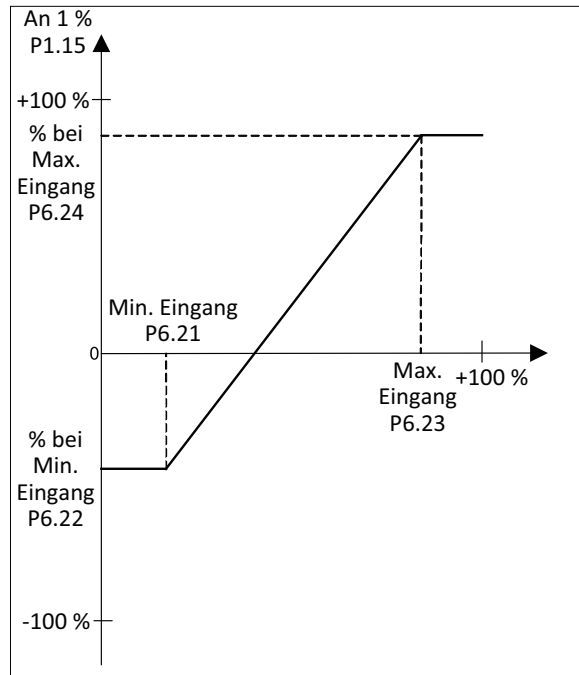 An 1 %
P1.15
+100 %
% bei
Max.
Eingang
P6.24
Min. Eingang
P6.21
0
Max.
Eingang
P6.23
+100 %
% bei
Min.
Eingang
P6.22
-100 %